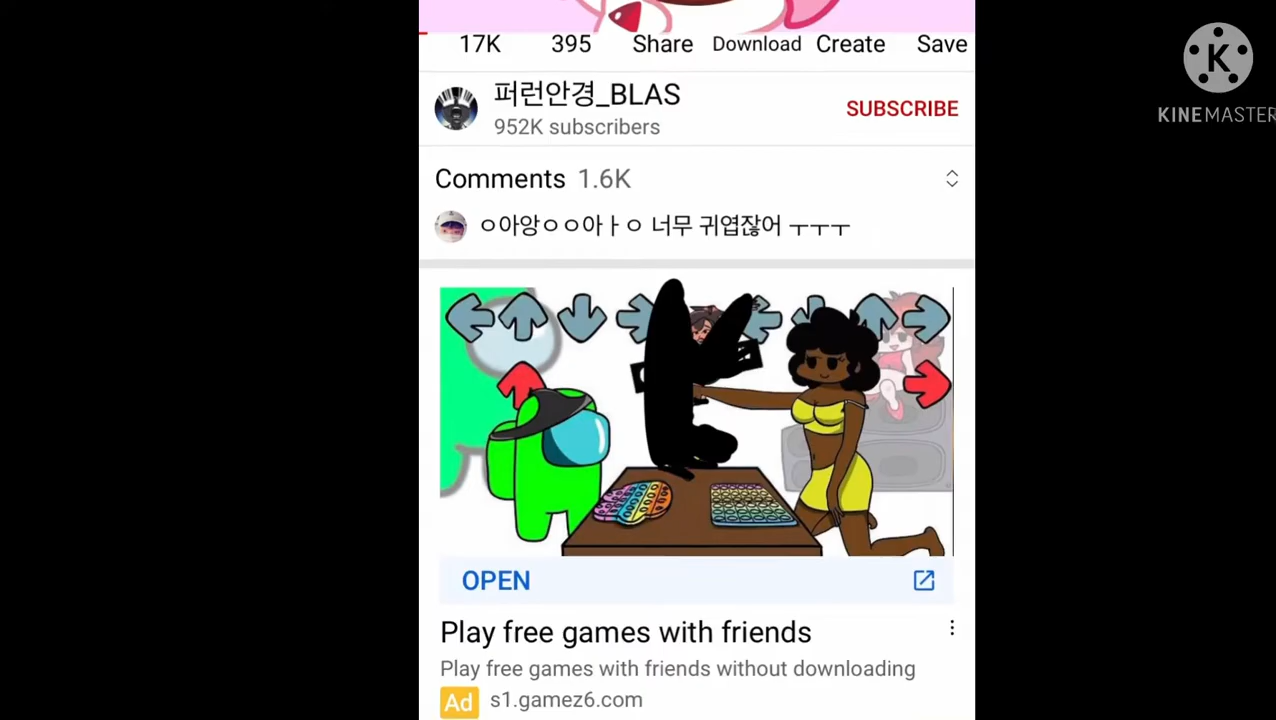 17K 395 Share Download Create Save
K
KINEMASTER
퍼런안경_BLAS
952K subscribers
SUBSCRIBE
Comments 1.6K
ㅇ아앙ㅇㅇ아ㅏㅇ 너무 귀엽잖어 ㅜㅜㅜ
OPEN
Play free games with friends
Play free games with friends without downloading
Ad s1.gamez6.com